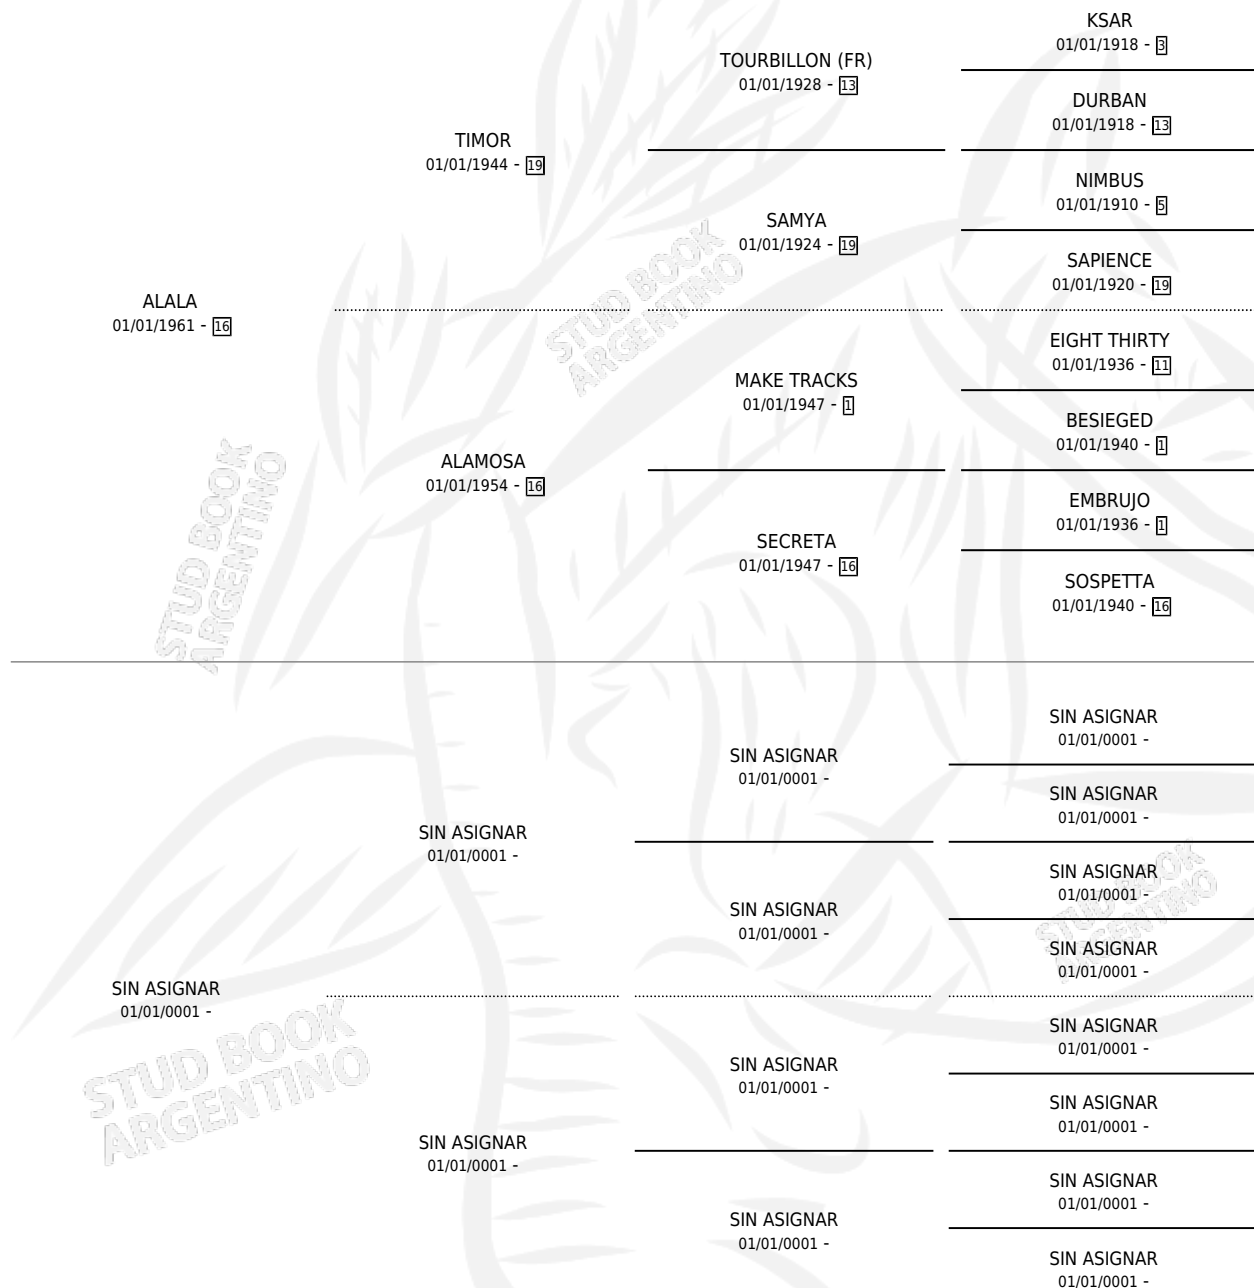 KSAR
01/01/1918 - 3
TOURBILLON (FR)
01/01/1928 - 13
DURBAN
01/01/1918 - 13
TIMOR
01/01/1944 - 19
NIMBUS
01/01/1910 - 5
SAMYA
01/01/1924 - 19
SAPIENCE
01/01/1920 - 19
ALALA
01/01/1961 - 16
EIGHT THIRTY
01/01/1936 - 11
MAKE TRACKS
01/01/1947 - 1
BESIEGED
01/01/1940 - 1
ALAMOSA
01/01/1954 - 16
EMBRUJO
01/01/1936 - 1
SECRETA
01/01/1947 - 16
SOSPETTA
01/01/1940 - 16
STUD BOOK
ARGENTINO
STUD BOOK
ARGENTINO
SIN ASIGNAR
01/01/0001 -
SIN ASIGNAR
01/01/0001 -
SIN ASIGNAR
01/01/0001 -
SIN ASIGNAR
01/01/0001 -
SIN ASIGNAR
01/01/0001 -
SIN ASIGNAR
01/01/0001 -
SIN ASIGNAR
01/01/0001 -
SIN ASIGNAR
01/01/0001 -
SIN ASIGNAR
01/01/0001 -
SIN ASIGNAR
01/01/0001 -
SIN ASIGNAR
01/01/0001 -
SIN ASIGNAR
01/01/0001 -
SIN ASIGNAR
01/01/0001 -
SIN ASIGNAR
01/01/0001 -
SIN ASIGNAR
01/01/0001 -
STUD BOOK
ARGENTINO
STUD BOOK
ARGENTINO